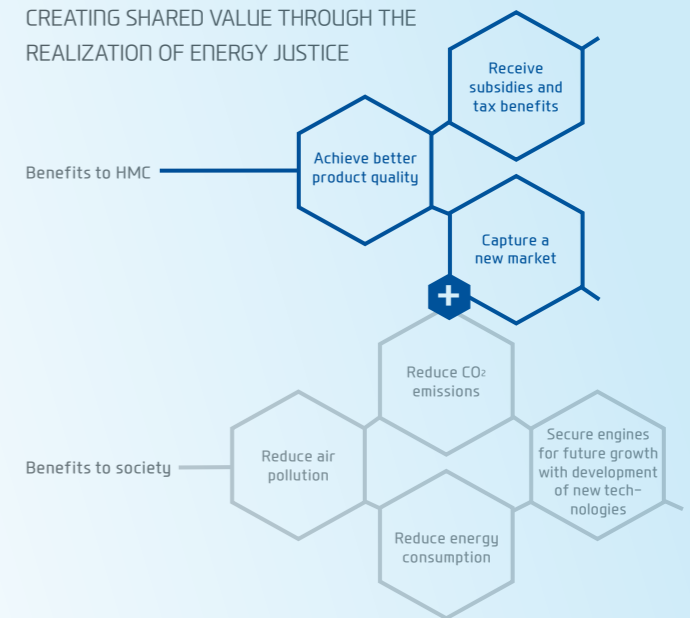 CREATING SHARED VALUE THROUGH THE
REALIZATION OF ENERGY JUSTICE
Receive
subsidies and
tax benefits
Achieve better
product quality
Benefits to HMC
Capture a
new market
+
Reduce CO2
emissions
Secure engines
for future growth
with development
of new tech-
nologies
Reduce air
pollution
Benefits to society
Reduce energy
consumption